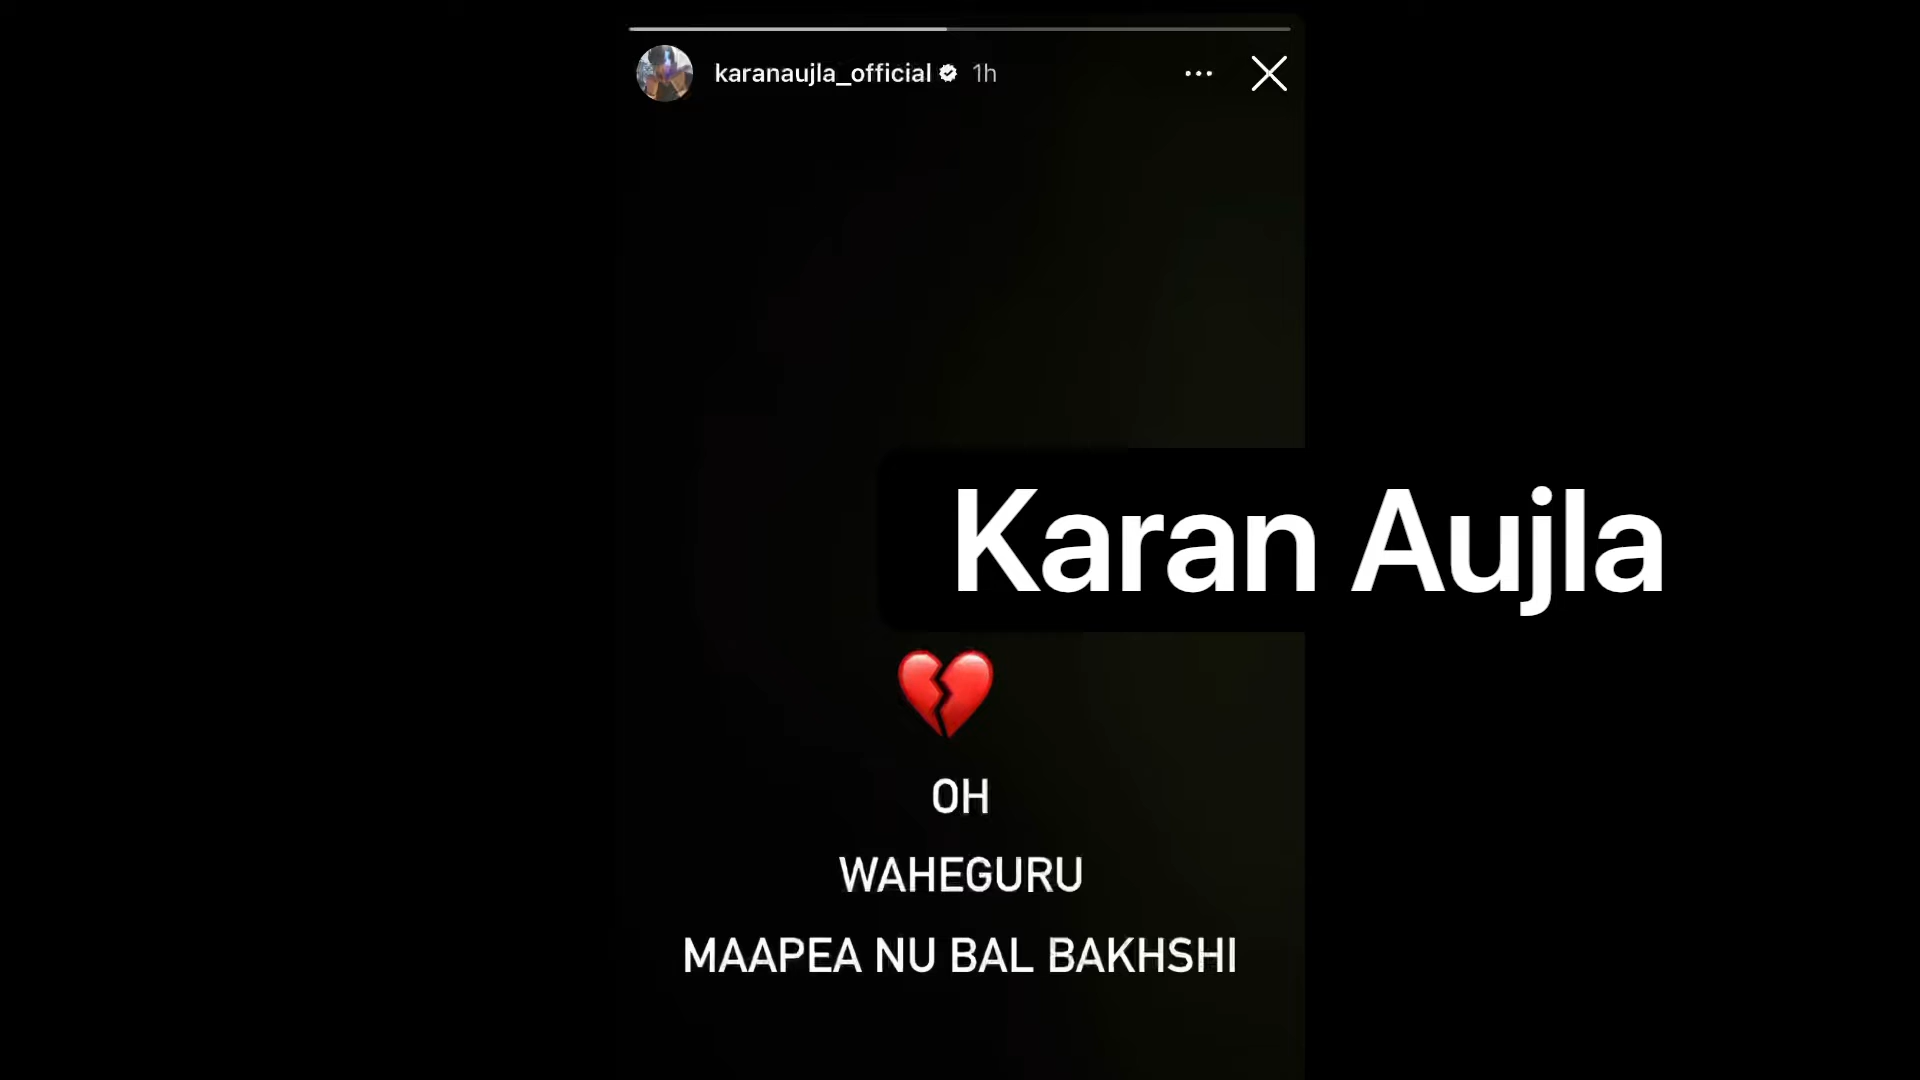 karanaujla_official 1h
Karan Aujla
OH
WAHEGURU
MAAPEA NU BAL BAKHSHI